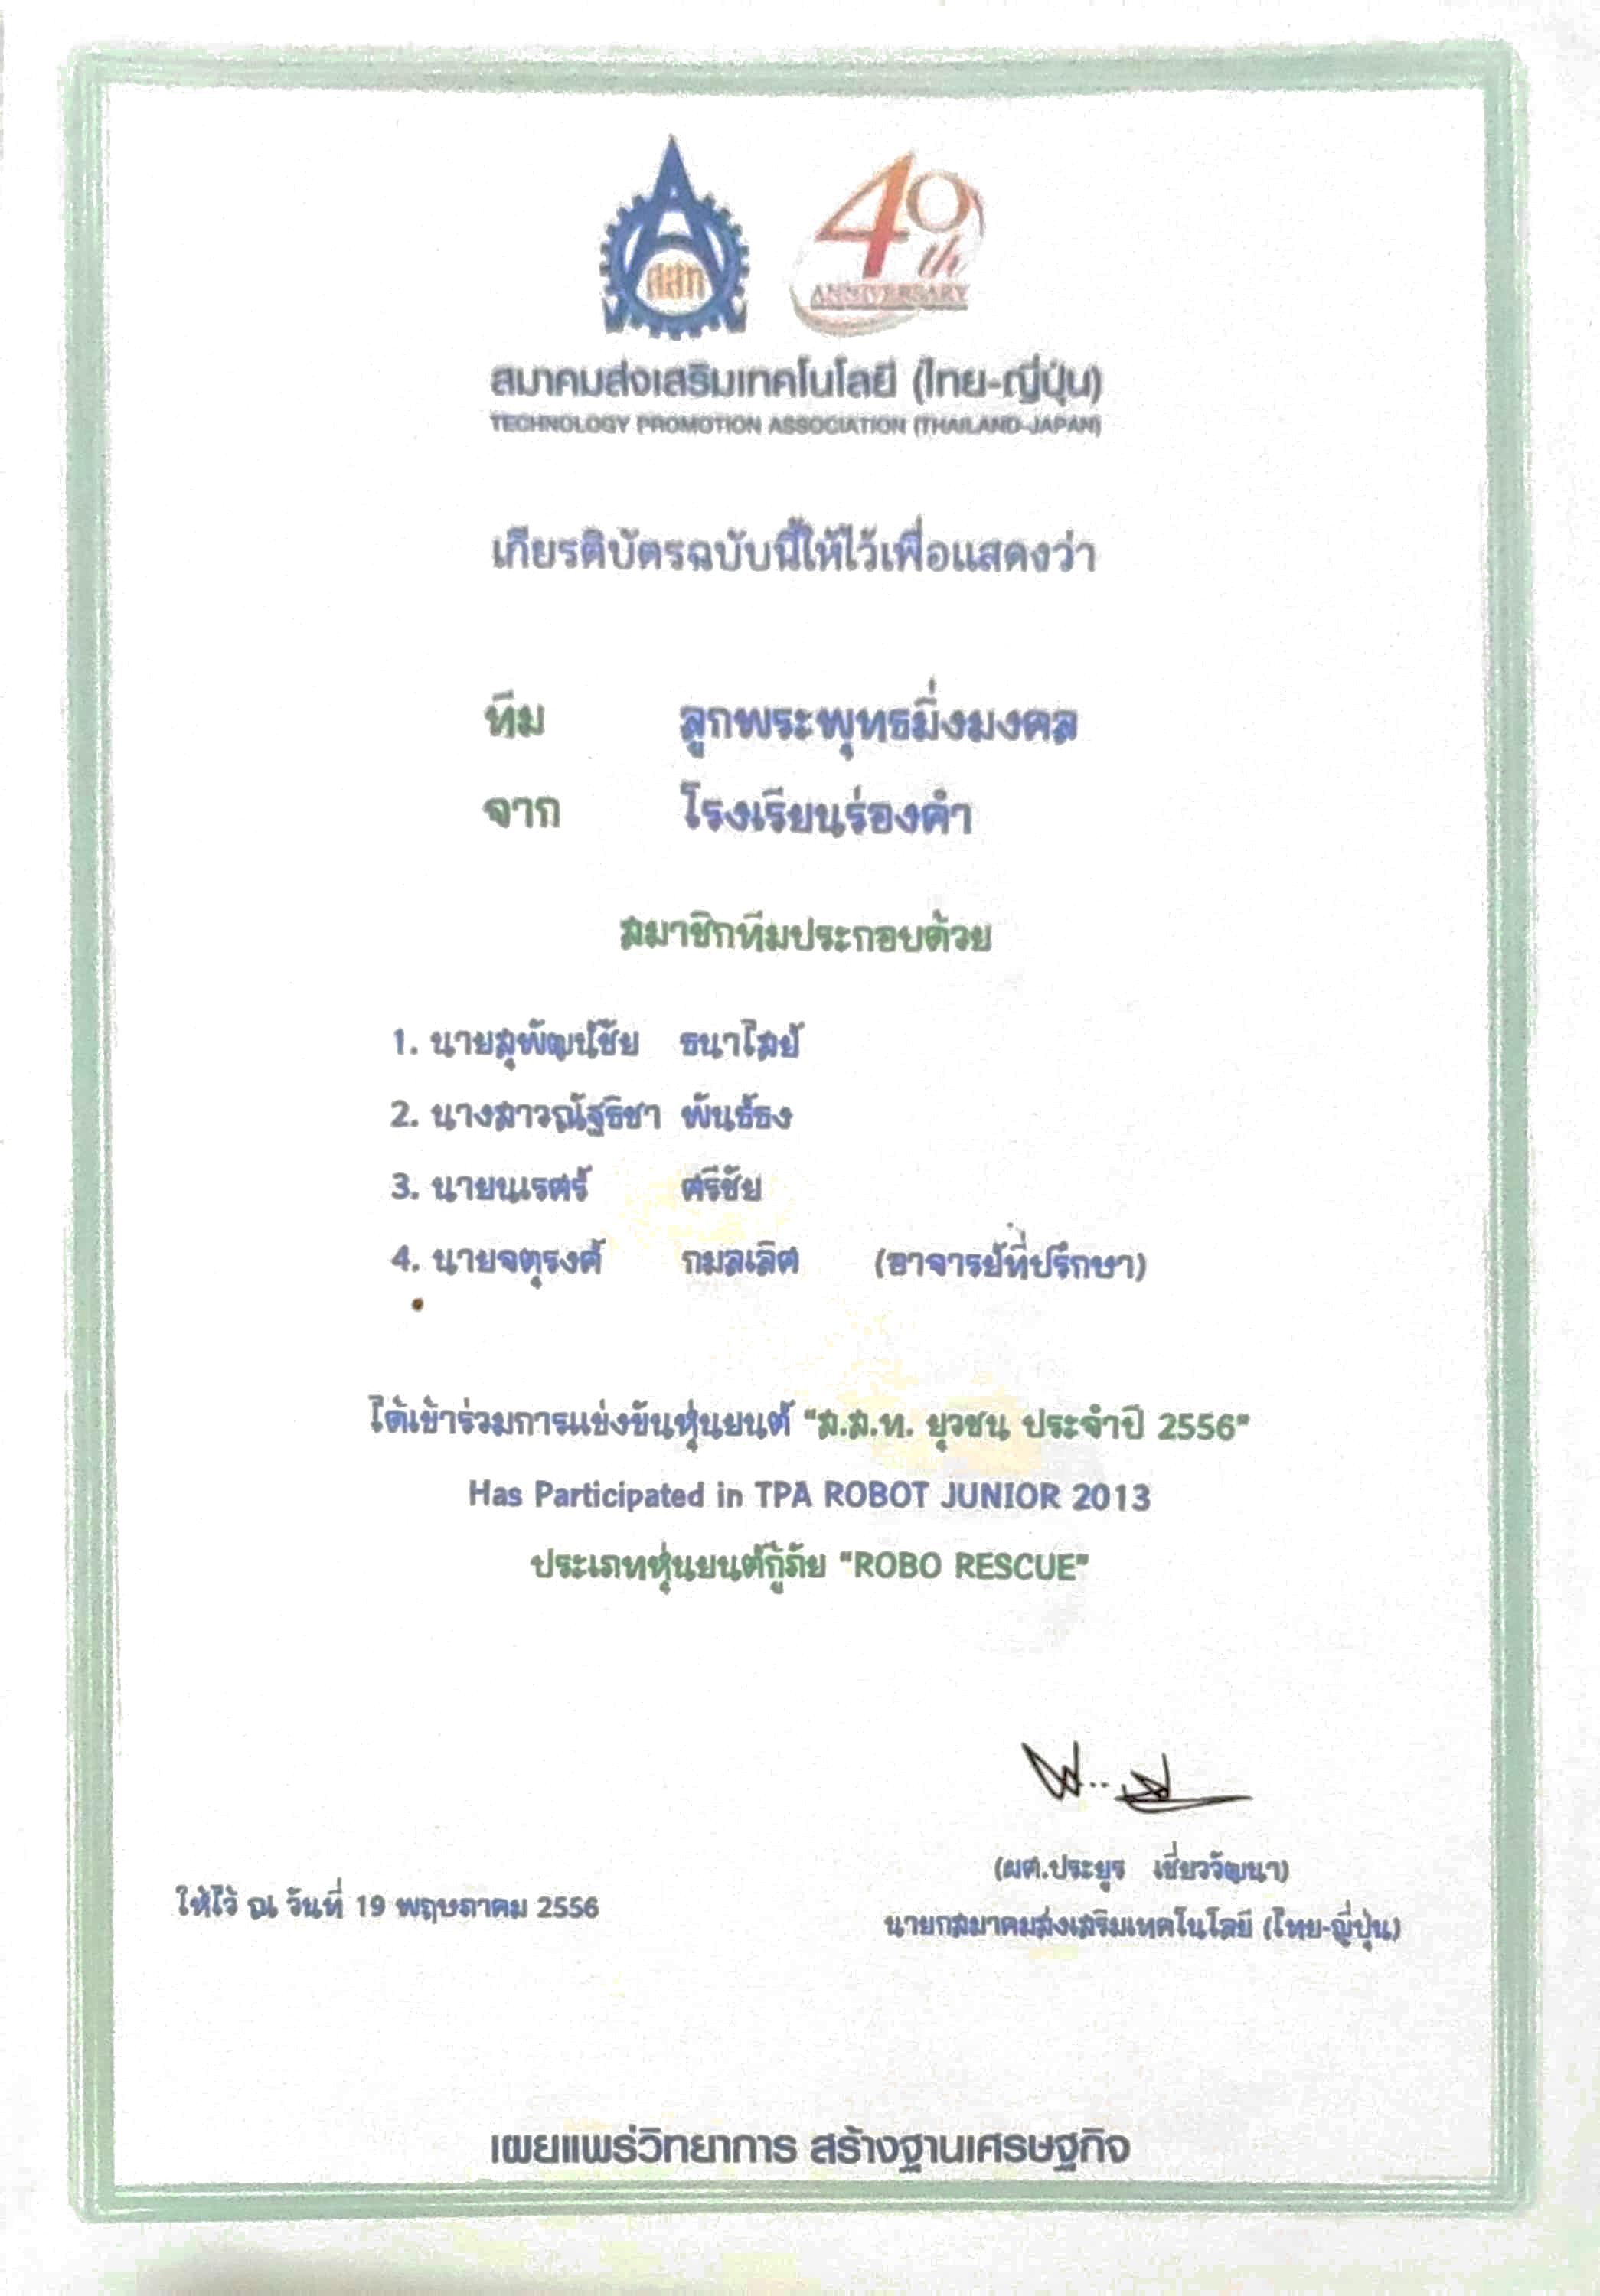 สสท
40th
ANNIVERSARY
สมาคมส่งเสริมเทคโนโลยี (ไทย-ญี่ปุ่น)
TECHNOLOGY PROMOTION ASSOCIATION (THAILAND-JAPAN)
เกียรติบัตรฉบับนี้ให้ไว้เพื่อแสดงว่า
ทีม ลูกพระพุทธมิ่งมงคล
จาก โรงเรียนร่องคำ
สมาชิกทีมประกอบด้วย
1. นายสุพัฒน์ชัย ธนาไสย์
2. นางสาวณัฐธิชา พันธ์ธง
3. นายนเรศร์ ศรีชัย
4. นายจตุรงค์ กมลเลิศ (อาจารย์ที่ปรึกษา)
ได้เข้าร่วมการแข่งขันหุ่นยนต์ "ส.ส.ท. ยุวชน ประจำปี 2556"
Has Participated in TPA ROBOT JUNIOR 2013
ประเภทหุ่นยนต์กู้ภัย "ROBO RESCUE"
(ผศ.ประยูร เชี่ยววัฒนา)
ให้ไว้ ณ วันที่ 19 พฤษภาคม 2556
นายกสมาคมส่งเสริมเทคโนโลยี (ไทย-ญี่ปุ่น)
เผยแพร่วิทยาการ สร้างฐานเศรษฐกิจ